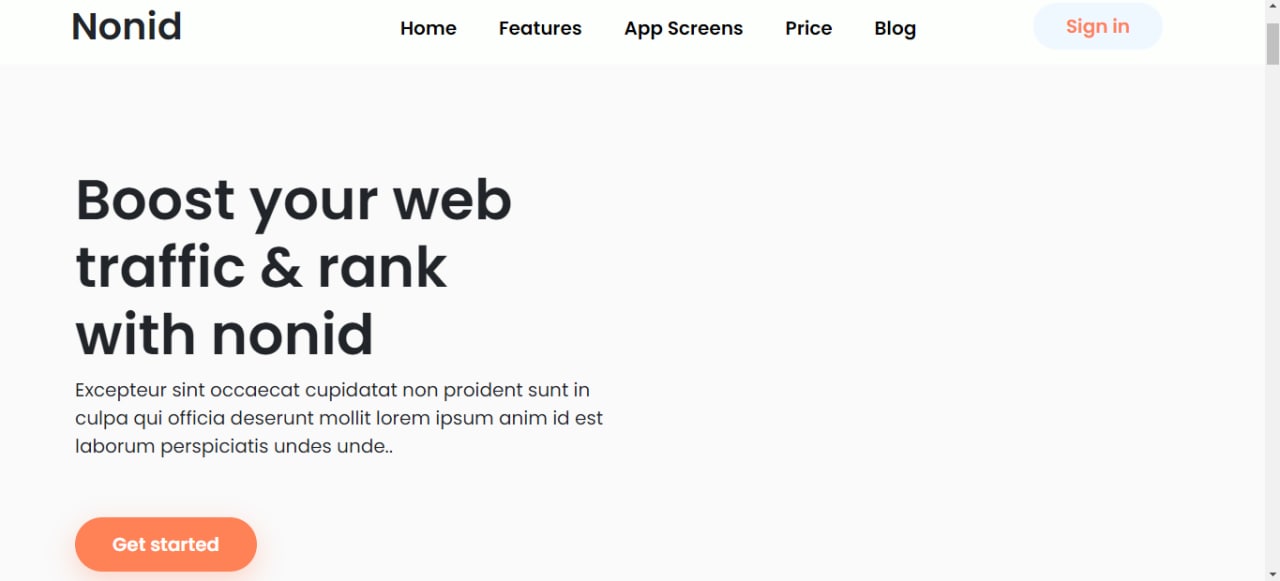 Nonid
Home Features App Screens Price Blog
Sign in
Boost your web
traffic & rank
with nonid
Excepteur sint occaecat cupidatat non proident sunt in
culpa qui officia deserunt mollit lorem ipsum anim id est
laborum perspiciatis undes unde..
Get started